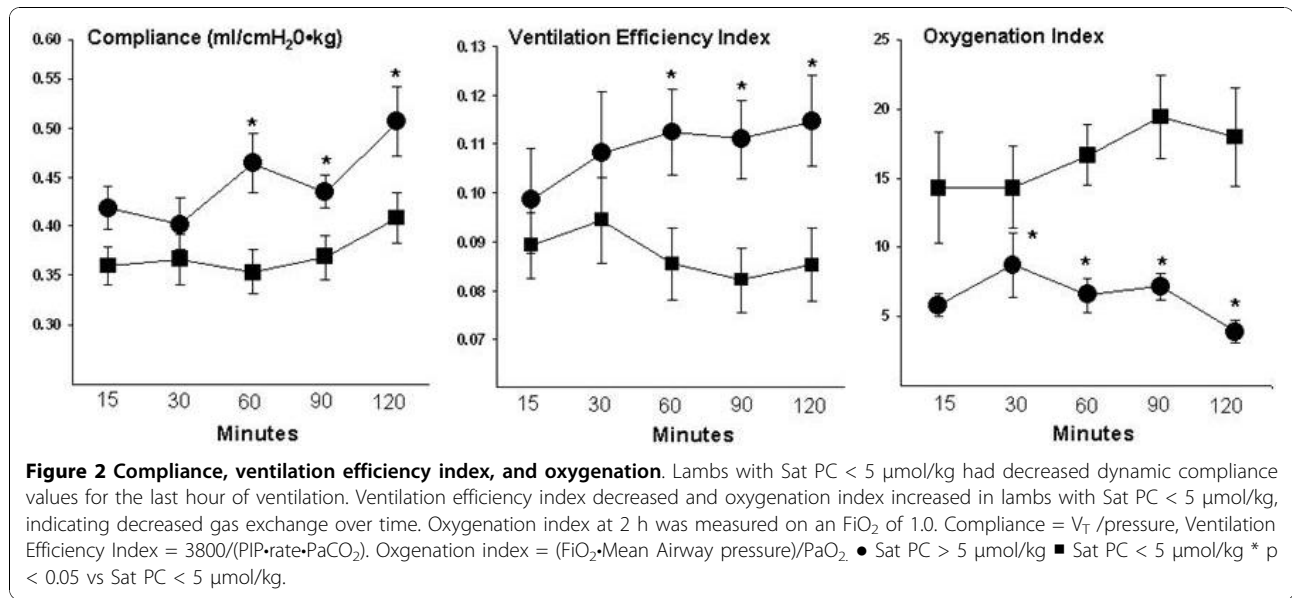 Compliance (ml/cmH₂0•kg)
0.60
0.55
0.50
0.45
0.40
0.35
0.30
15 30 60 90 120
Minutes
Ventilation Efficiency Index
0.13
0.12
0.11
0.10
0.09
0.08
0.07
15 30 60 90 120
Minutes
Oxygenation Index
25
20
15
10
5
15 30 60 90 120
Minutes
* * *
* * *
* * * *
Figure 2 Compliance, ventilation efficiency index, and oxygenation. Lambs with Sat PC < 5 μmol/kg had decreased dynamic compliance
values for the last hour of ventilation. Ventilation efficiency index decreased and oxygenation index increased in lambs with Sat PC < 5 μmol/kg,
indicating decreased gas exchange over time. Oxygenation index at 2 h was measured on an FiO₂ of 1.0. Compliance = V_T /pressure, Ventilation
Efficiency Index = 3800/(PIP•rate•PaCO₂). Oxgenation index = (FiO₂•Mean Airway pressure)/PaO₂. ● Sat PC > 5 μmol/kg ■ Sat PC < 5 μmol/kg * p
< 0.05 vs Sat PC < 5 μmol/kg.